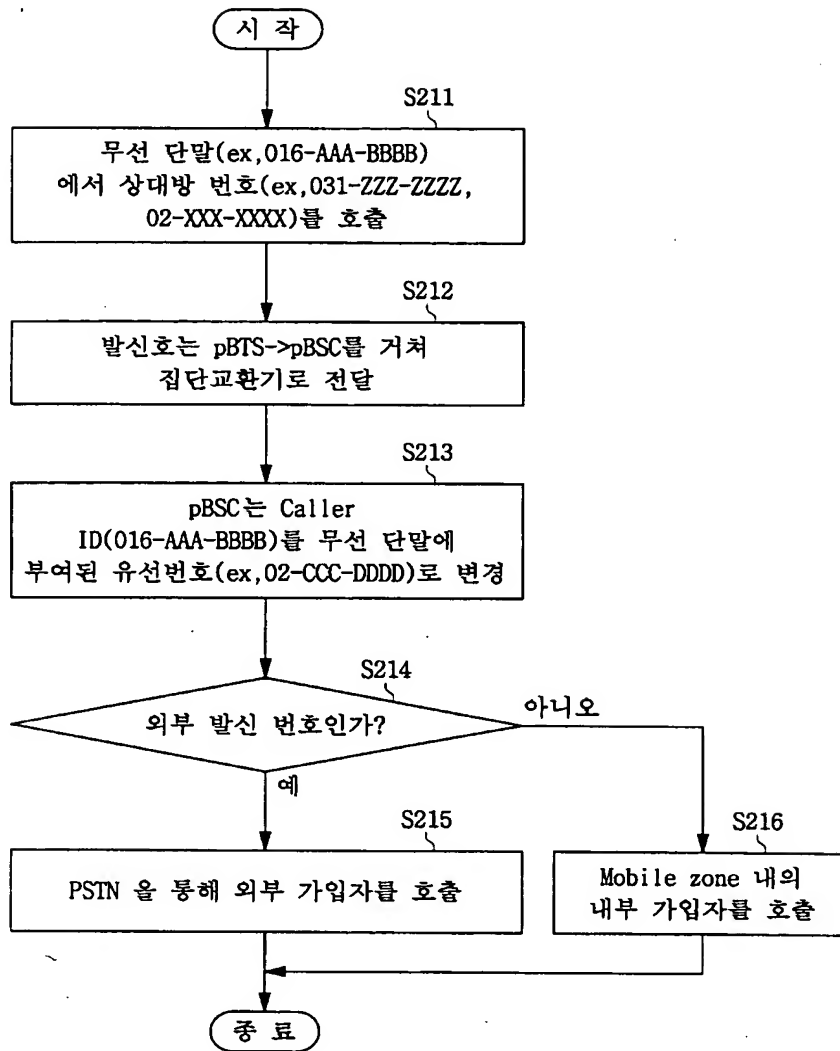 시 작
S211
무선 단말(ex,016-AAA-BBBB)
에서 상대방 번호(ex,031-ZZZ-ZZZZ,
02-XXX-XXXX)를 호출
S212
발신호는 pBTS->pBSC를 거쳐
집단교환기로 전달
S213
pBSC는 Caller
ID(016-AAA-BBBB)를 무선 단말에
부여된 유선번호(ex,02-CCC-DDDD)로 변경
S214
외부 발신 번호인가?
아니오
예
S215
PSTN 을 통해 외부 가입자를 호출
S216
Mobile zone 내의
내부 가입자를 호출
종 료